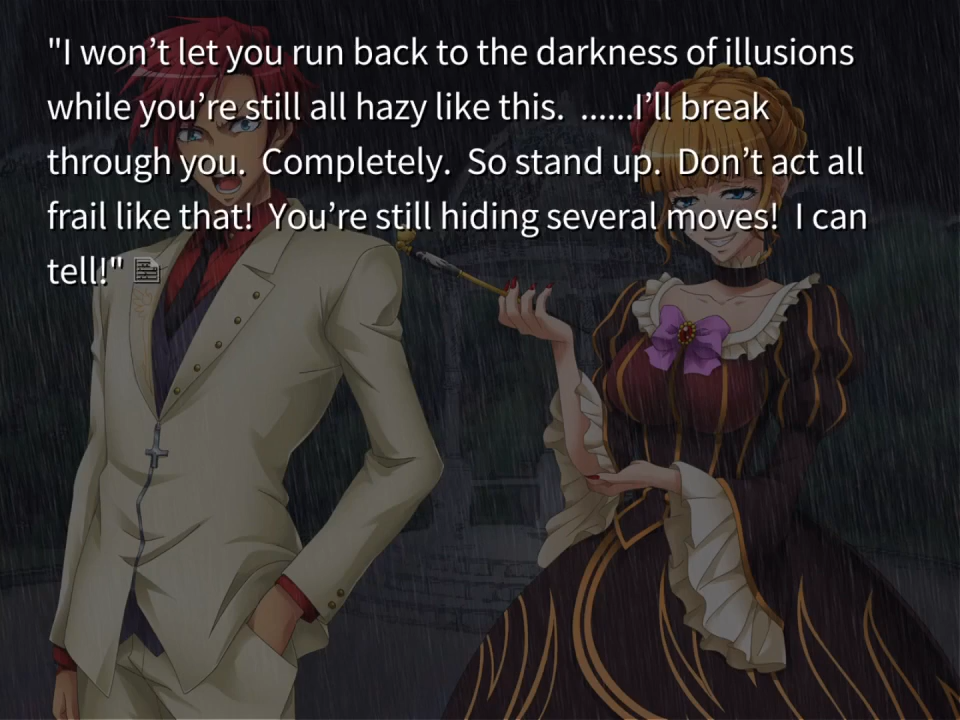 "I won’t let you run back to the darkness of illusions
while you’re still all hazy like this.  ......I’ll break
through you.  Completely.  So stand up.  Don’t act all
frail like that!  You’re still hiding several moves!  I can
tell!"